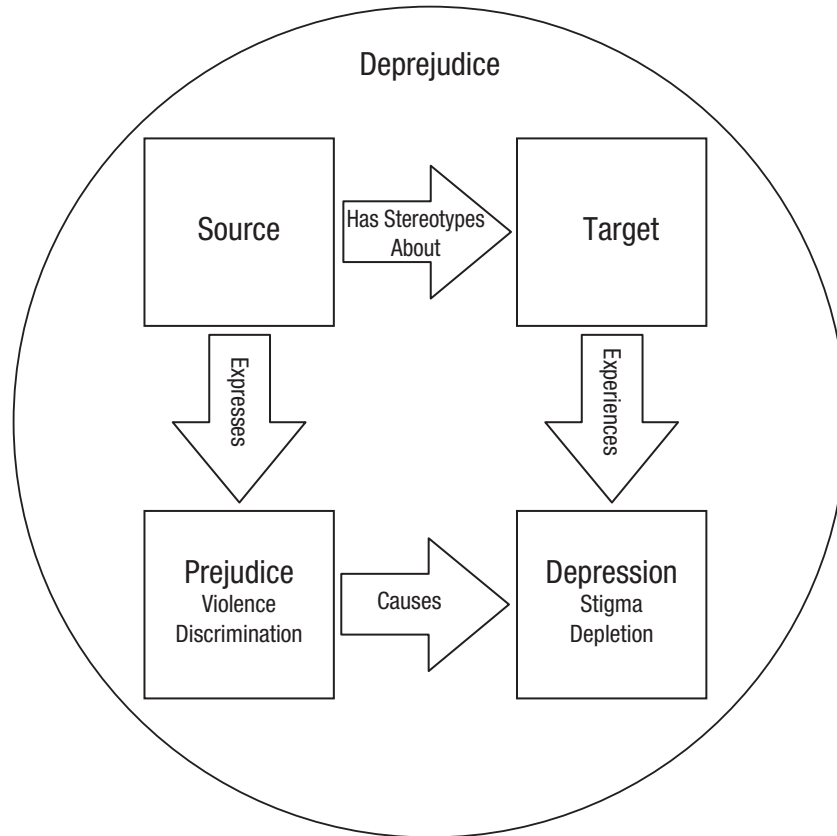 Deprejudice
Source
Has Stereotypes
About
Target
Expresses
Experiences
Prejudice
Violence
Discrimination
Causes
Depression
Stigma
Depletion